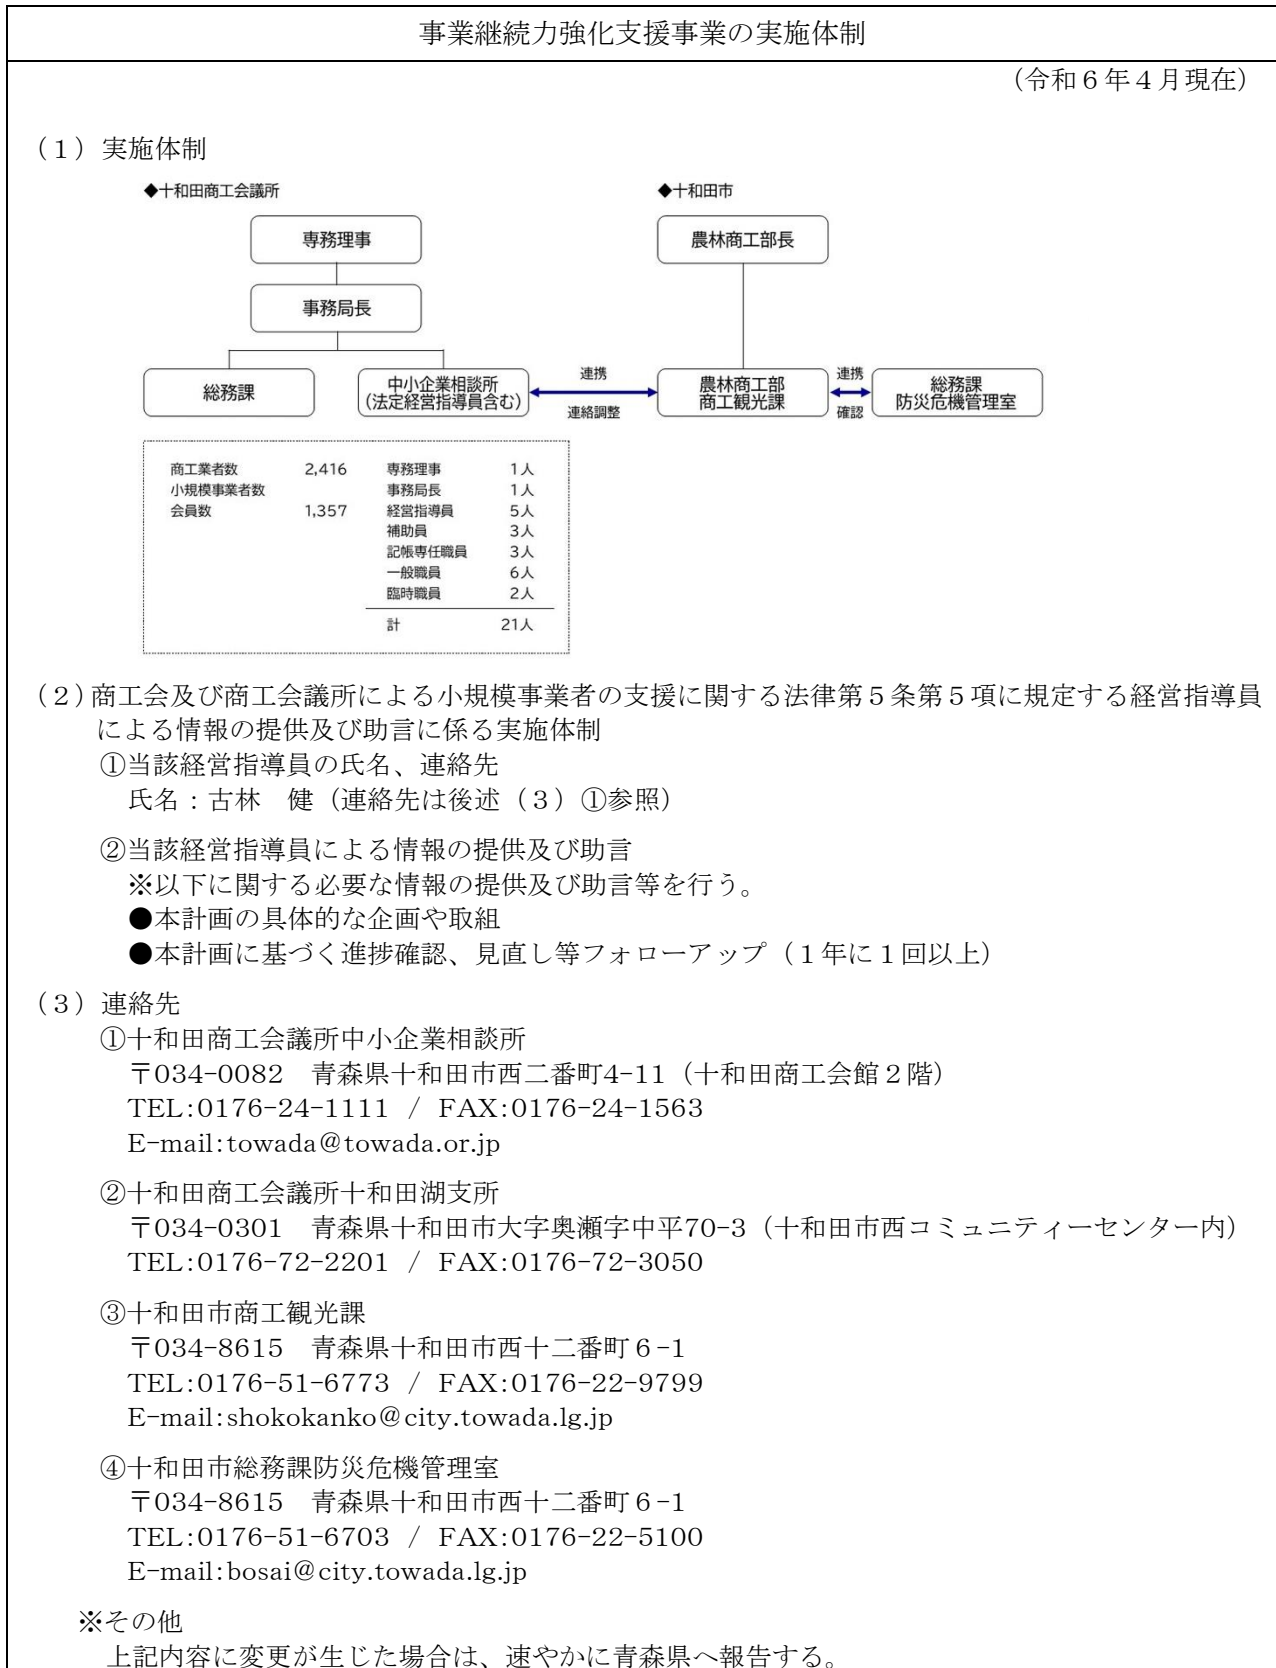 事業継続力強化支援事業の実施体制
（令和６年４月現在）
（１）実施体制
◆十和田商工会議所
◆十和田市
専務理事
農林商工部長
事務局長
総務課
中小企業相談所
(法定経営指導員含む)
連携
連絡調整
農林商工部
商工観光課
連携
確認
総務課
防災危機管理室
商工業者数 2,416 専務理事 1人
小規模事業者数 事務局長 1人
会員数 1,357 経営指導員 5人
補助員 3人
記帳専任職員 3人
一般職員 6人
臨時職員 2人
計 21人
（２）商工会及び商工会議所による小規模事業者の支援に関する法律第５条第５項に規定する経営指導員
による情報の提供及び助言に係る実施体制
①当該経営指導員の氏名、連絡先
氏名：古林　健（連絡先は後述（３）①参照）
②当該経営指導員による情報の提供及び助言
※以下に関する必要な情報の提供及び助言等を行う。
●本計画の具体的な企画や取組
●本計画に基づく進捗確認、見直し等フォローアップ（１年に１回以上）
（３）連絡先
①十和田商工会議所中小企業相談所
〒034-0082　青森県十和田市西二番町4-11（十和田商工会館２階）
TEL:0176-24-1111 / FAX:0176-24-1563
E-mail:towada@towada.or.jp
②十和田商工会議所十和田湖支所
〒034-0301　青森県十和田市大字奥瀬字中平70-3（十和田市西コミュニティーセンター内）
TEL:0176-72-2201 / FAX:0176-72-3050
③十和田市商工観光課
〒034-8615　青森県十和田市西十二番町６-1
TEL:0176-51-6773 / FAX:0176-22-9799
E-mail:shokokanko@city.towada.lg.jp
④十和田市総務課防災危機管理室
〒034-8615　青森県十和田市西十二番町６-1
TEL:0176-51-6703 / FAX:0176-22-5100
E-mail:bosai@city.towada.lg.jp
※その他
上記内容に変更が生じた場合は、速やかに青森県へ報告する。